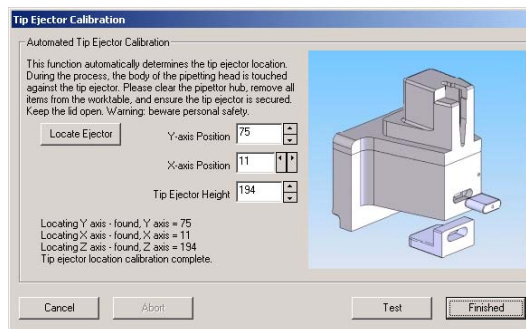 Tip Ejector Calibration
Automated Tip Ejector Calibration
This function automatically determines the tip ejector location.
During the process, the body of the pipetting head is touched
against the tip ejector. Please clear the pipettor hub, remove all
items from the worktable, and ensure the tip ejector is secured.
Keep the lid open. Warning: beware personal safety.
Locate Ejector
Y-axis Position 75
X-axis Position 11
Tip Ejector Height 194
Locating Y axis - found, Y axis = 75
Locating X axis - found, X axis = 11
Locating Z axis - found, Z axis = 194
Tip ejector location calibration complete.
Cancel Abort Test Finished